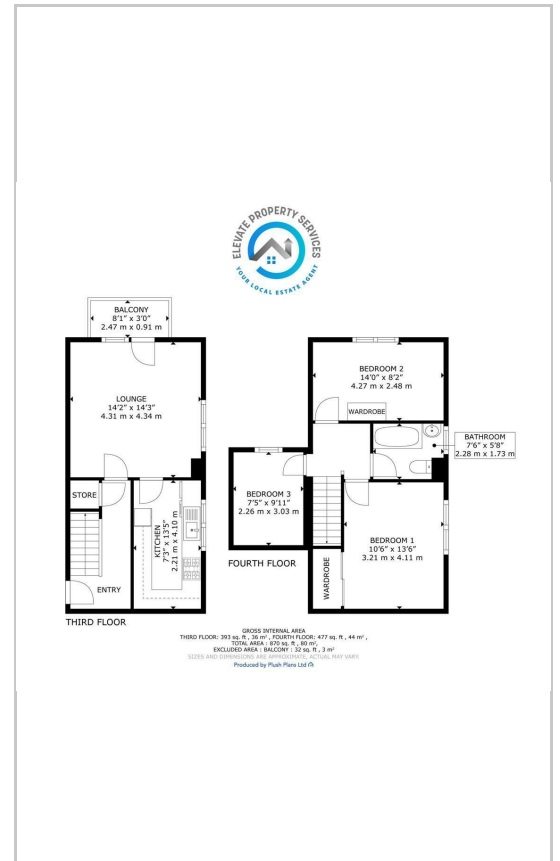 ELEVATE PROPERTY SERVICES
YOUR LOCAL ESTATE AGENT
BALCONY
8'1" x 3'0"
2.47 m x 0.91 m
LOUNGE
14'2" x 14'3"
4.31 m x 4.34 m
STORE
KITCHEN
7'3" x 13'5"
2.21 m x 4.10 m
ENTRY
THIRD FLOOR
BEDROOM 2
14'0" x 8'2"
4.27 m x 2.48 m
WARDROBE
BATHROOM
7'6" x 5'8"
2.28 m x 1.73 m
BEDROOM 3
7'5" x 9'11"
2.26 m x 3.03 m
BEDROOM 1
10'6" x 13'6"
3.21 m x 4.11 m
WARDROBE
FOURTH FLOOR
GROSS INTERNAL AREA
THIRD FLOOR: 393 sq. ft , 36 m² , FOURTH FLOOR: 477 sq. ft , 44 m² ,
TOTAL AREA : 870 sq. ft , 80 m²,
EXCLUDED AREA : BALCONY : 32 sq. ft , 3 m²
SIZES AND DIMENSIONS ARE APPROXIMATE, ACTUAL MAY VARY.
Produced by Plush Plans Ltd